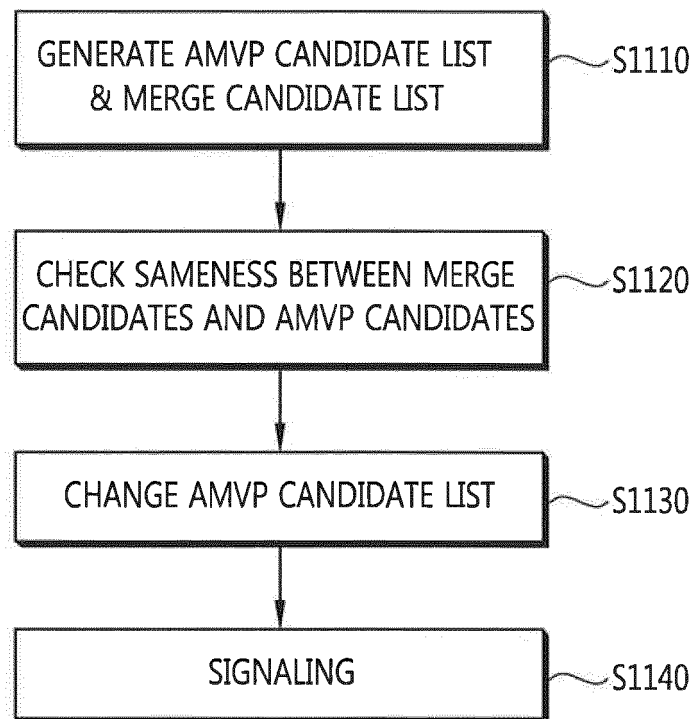 GENERATE AMVP CANDIDATE LIST
& MERGE CANDIDATE LIST
S1110
CHECK SAMENESS BETWEEN MERGE
CANDIDATES AND AMVP CANDIDATES
S1120
CHANGE AMVP CANDIDATE LIST
S1130
SIGNALING
S1140